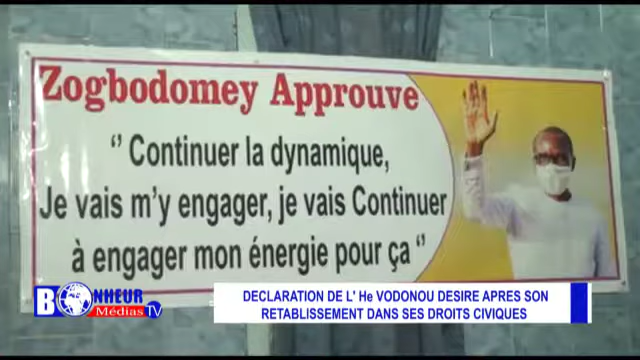 Zogbodomey Approuve
‘’ Continuer la dynamique,
Je vais m’y engager, je vais Continuer
à engager mon énergie pour ça ‘’
BONHEUR
Médias TV
DECLARATION DE L' He VODONOU DESIRE APRES SON
RETABLISSEMENT DANS SES DROITS CIVIQUES